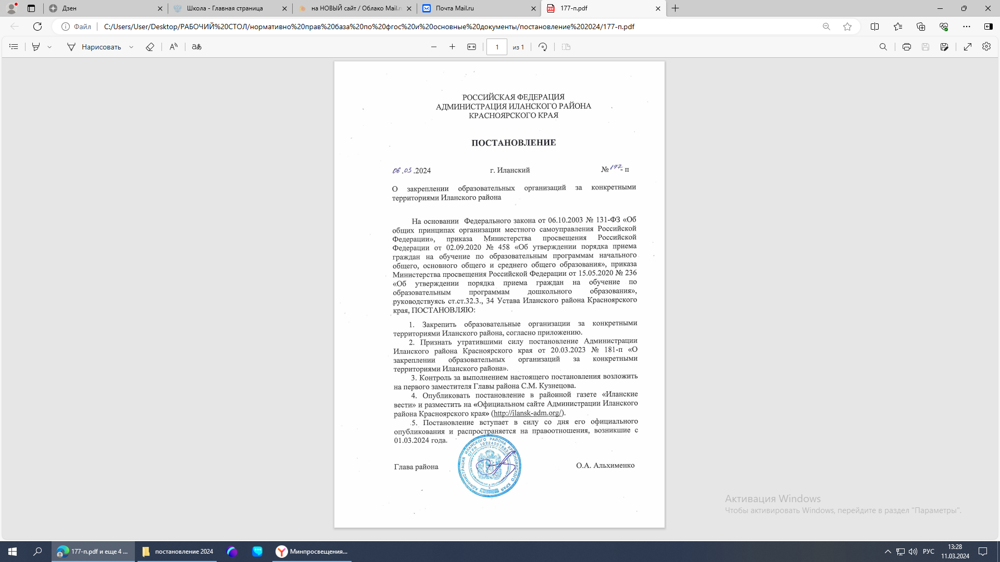 Дзен
Школа - Главная страница
на НОВЫЙ сайт / Облако Mail.r
Почта Mail.ru
177-п.pdf
Файл
C:/Users/User/Desktop/РАБОЧИЙ%20СТОЛ/нормативно%20прав%20база%20по%20фгос%20и%20основные%20документы/постановление%202024/177-п.pdf
Нарисовать
1 из 1
РОССИЙСКАЯ ФЕДЕРАЦИЯ
АДМИНИСТРАЦИЯ ИЛАНСКОГО РАЙОНА
КРАСНОЯРСКОГО КРАЯ
ПОСТАНОВЛЕНИЕ
06.03.2024 г. Иланский № 177- п
О закреплении образовательных организаций за конкретными
территориями Иланского района
На основании Федерального закона от 06.10.2003 № 131-ФЗ «Об
общих принципах организации местного самоуправления Российской
Федерации», приказа Министерства просвещения Российской
Федерации от 02.09.2020 № 458 «Об утверждении порядка приема
граждан на обучение по образовательным программам начального
общего, основного общего и среднего общего образования», приказа
Министерства просвещения Российской Федерации от 15.05.2020 № 236
«Об утверждении порядка приема граждан на обучение по
образовательным программам дошкольного образования»,
руководствуясь ст.ст.32.3., 34 Устава Иланского района Красноярского
края, ПОСТАНОВЛЯЮ:
1. Закрепить образовательные организации за конкретными
территориями Иланского района, согласно приложению.
2. Признать утратившими силу постановление Администрации
Иланского района Красноярского края от 20.03.2023 № 181-п «О
закреплении образовательных организаций за конкретными
территориями Иланского района».
3. Контроль за выполнением настоящего постановления возложить
на первого заместителя Главы района С.М. Кузнецова.
4. Опубликовать постановление в районной газете «Иланские
вести» и разместить на «Официальном сайте Администрации Иланского
района Красноярского края» (http://ilansk-adm.org/).
5. Постановление вступает в силу со дня его официального
опубликования и распространяется на правоотношения, возникшие с
01.03.2024 года.
АДМИНИСТРАЦИЯ ИЛАНСКОГО РАЙОНА КРАСНОЯРСКОГО КРАЯ
Глава района О.А. Альхименко
Активация Windows
Чтобы активировать Windows, перейдите в раздел "Параметры".
177-п.pdf и еще 4 ...
постановление 2024
Минпросвещения...
РУС
13:28
11.03.2024